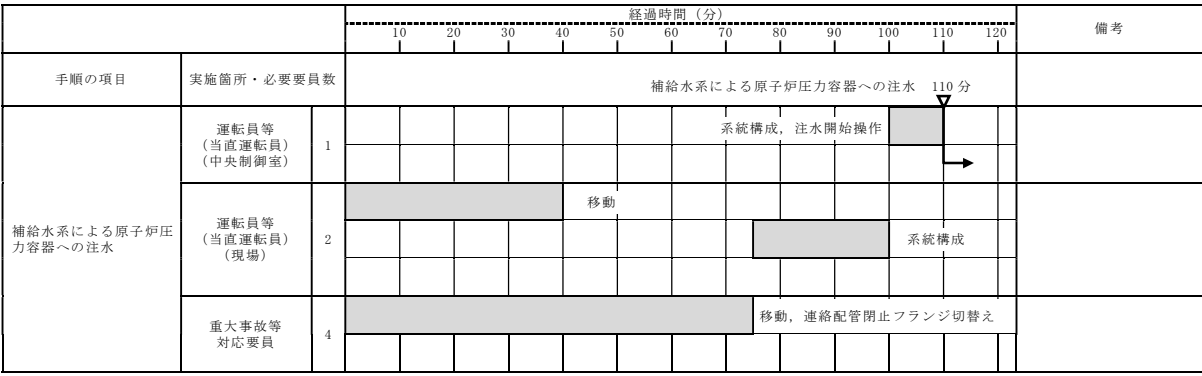 経過時間（分）
備考
10 20 30 40 50 60 70 80 90 100 110 120
手順の項目
実施箇所・必要要員数
補給水系による原子炉圧力容器への注水 110 分
補給水系による原子炉圧
力容器への注水
運転員等
（当直運転員）
（中央制御室）
1
系統構成，注水開始操作
運転員等
（当直運転員）
（現場）
2
移動
系統構成
重大事故等
対応要員
4
移動，連絡配管閉止フランジ切替え